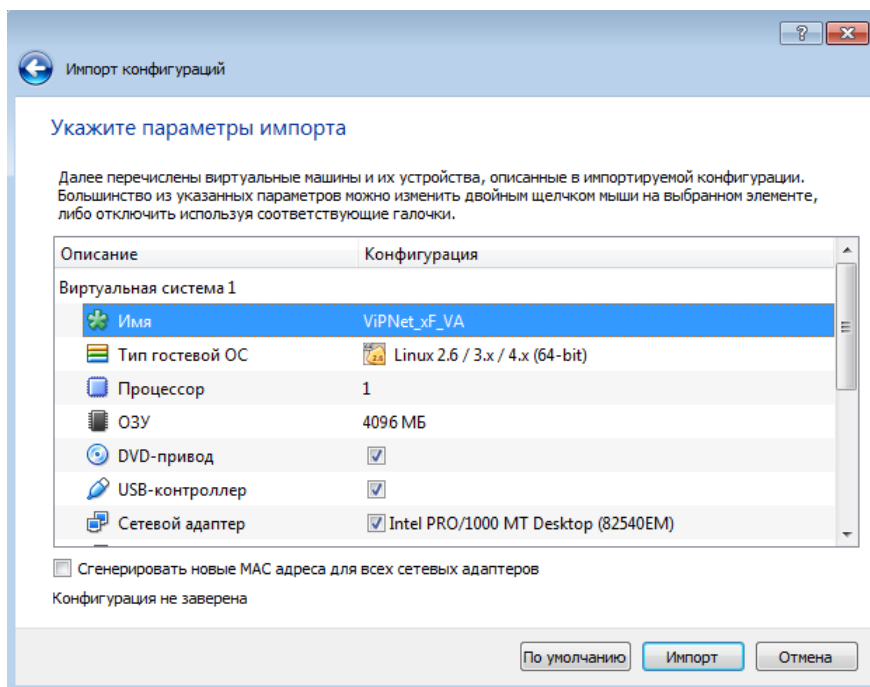 Импорт конфигураций
Укажите параметры импорта
Далее перечислены виртуальные машины и их устройства, описанные в импортируемой конфигурации.
Большинство из указанных параметров можно изменить двойным щелчком мыши на выбранном элементе,
либо отключить используя соответствующие галочки.
Описание Конфигурация
Виртуальная система 1
Имя ViPNet_xF_VA
Тип гостевой ОС Linux 2.6 / 3.x / 4.x (64-bit)
Процессор 1
ОЗУ 4096 МБ
DVD-привод
USB-контроллер
Сетевой адаптер Intel PRO/1000 MT Desktop (82540EM)
Сгенерировать новые MAC адреса для всех сетевых адаптеров
Конфигурация не заверена
По умолчанию Импорт Отмена